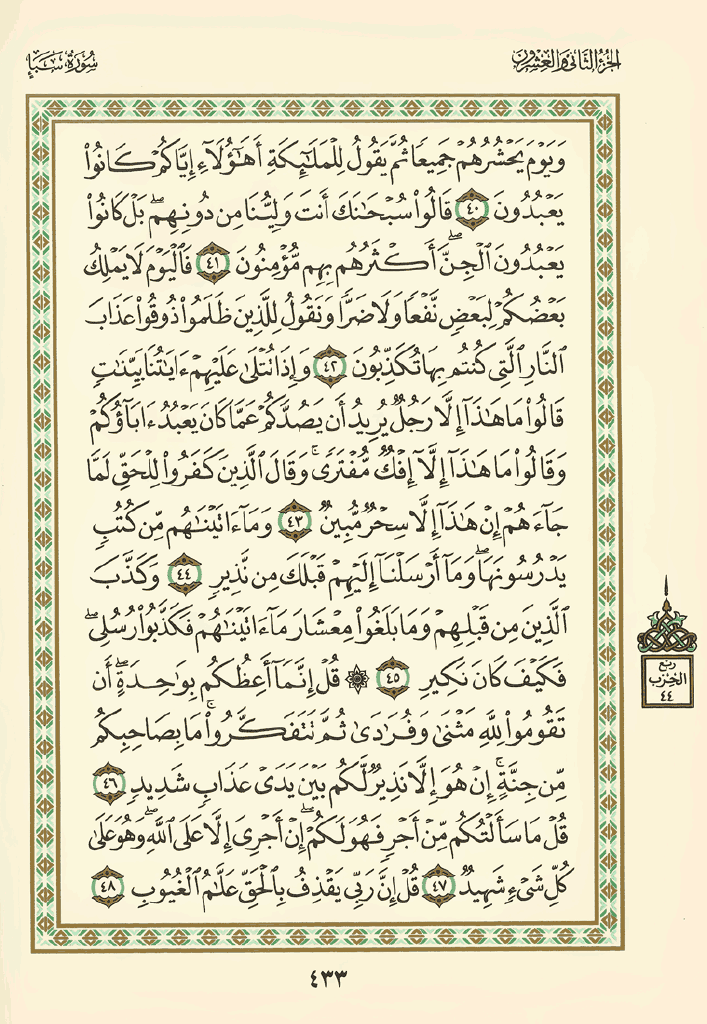 الجزء الثاني والعشرون
سورة سبإ
وَيَوْمَ يَحْشُرُهُمْ جَمِيعًا ثُمَّ يَقُولُ لِلْمَلَٰٓئِكَةِ أَهَٰٓؤُلَآءِ إِيَّاكُمْ كَانُوا۟
يَعْبُدُونَ ٤٠ قَالُوا۟ سُبْحَٰنَكَ أَنتَ وَلِيُّنَا مِن دُونِهِم ۖ بَلْ كَانُوا۟
يَعْبُدُونَ ٱلْجِنَّ ۖ أَكْثَرُهُم بِهِم مُّؤْمِنُونَ ٤١ فَٱلْيَوْمَ لَا يَمْلِكُ
بَعْضُكُمْ لِبَعْضٍ نَّفْعًا وَلَا ضَرًّا وَنَقُولُ لِلَّذِينَ ظَلَمُوا۟ ذُوقُوا۟ عَذَابَ
ٱلنَّارِ ٱلَّتِى كُنتُم بِهَا تُكَذِّبُونَ ٤٢ وَإِذَا تُتْلَىٰ عَلَيْهِمْ ءَايَٰتُنَا بَيِّنَٰتٍ
قَالُوا۟ مَا هَٰذَآ إِلَّا رَجُلٌ يُرِيدُ أَن يَصُدَّكُمْ عَمَّا كَانَ يَعْبُدُ ءَابَآؤُكُمْ
وَقَالُوا۟ مَا هَٰذَآ إِلَّآ إِفْكٌ مُّفْتَرًى ۚ وَقَالَ ٱلَّذِينَ كَفَرُوا۟ لِلْحَقِّ لَمَّا
جَآءَهُمْ إِنْ هَٰذَآ إِلَّا سِحْرٌ مُّبِينٌ ٤٣ وَمَآ ءَاتَيْنَٰهُم مِّن كُتُبٍ
يَدْرُسُونَهَا ۖ وَمَآ أَرْسَلْنَآ إِلَيْهِمْ قَبْلَكَ مِن نَّذِيرٍ ٤٤ وَكَذَّبَ
ٱلَّذِينَ مِن قَبْلِهِمْ وَمَا بَلَغُوا۟ مِعْشَارَ مَآ ءَاتَيْنَٰهُمْ فَكَذَّبُوا۟ رُسُلِى ۖ
فَكَيْفَ كَانَ نَكِيرِ ٤٥ ۞ قُلْ إِنَّمَآ أَعِظُكُم بِوَٰحِدَةٍ ۖ أَن
تَقُومُوا۟ لِلَّهِ مَثْنَىٰ وَفُرَٰدَىٰ ثُمَّ تَتَفَكَّرُوا۟ ۚ مَا بِصَاحِبِكُم
مِّن جِنَّةٍ ۚ إِنْ هُوَ إِلَّا نَذِيرٌ لَّكُم بَيْنَ يَدَىْ عَذَابٍ شَدِيدٍ ٤٦
قُلْ مَا سَأَلْتُكُم مِّنْ أَجْرٍ فَهُوَ لَكُمْ ۖ إِنْ أَجْرِىَ إِلَّا عَلَى ٱللَّهِ ۖ وَهُوَ عَلَىٰ
كُلِّ شَىْءٍ شَهِيدٌ ٤٧ قُلْ إِنَّ رَبِّى يَقْذِفُ بِٱلْحَقِّ عَلَّٰمُ ٱلْغُيُوبِ ٤٨
ربع
الحزب
٤٤
٤٣٣